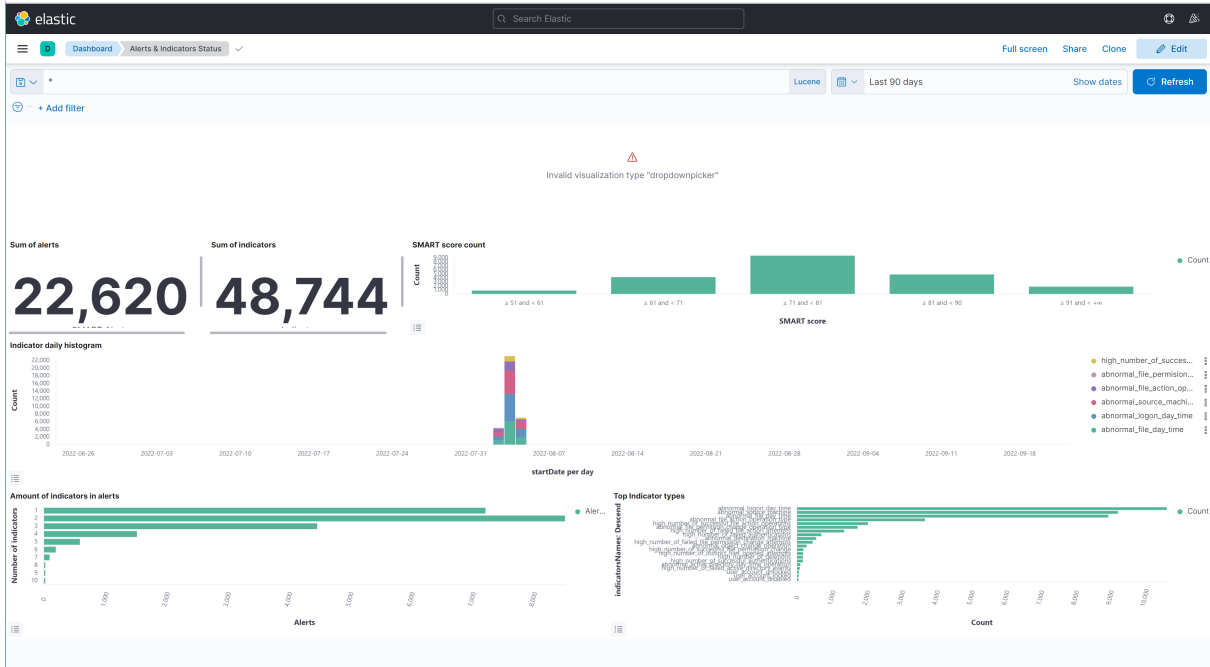 elastic
Search Elastic
D
Dashboard
Alerts & Indicators Status
Full screen
Share
Clone
Edit
*
Lucene
Last 90 days
Show dates
Refresh
+ Add filter
Invalid visualization type "dropdownpicker"
Sum of alerts
22,620
Sum of indicators
48,744
SMART score count
Count
≥ 51 and < 61
≥ 61 and < 71
≥ 71 and < 81
≥ 81 and < 90
≥ 91 and < +∞
SMART score
Count
Indicator daily histogram
Count
22,000
20,000
18,000
16,000
14,000
12,000
10,000
8,000
6,000
4,000
2,000
0
2022-06-26
2022-07-03
2022-07-10
2022-07-17
2022-07-24
2022-07-31
2022-08-07
2022-08-14
2022-08-21
2022-08-28
2022-09-04
2022-09-11
2022-09-18
startDate per day
high_number_of_succes...
abnormal_file_permision...
abnormal_file_action_op...
abnormal_source_machi...
abnormal_logon_day_time
abnormal_file_day_time
Amount of indicators in alerts
Number of indicators
1
2
3
4
5
6
7
8
9
10
0
1,000
2,000
3,000
4,000
5,000
6,000
7,000
8,000
Alerts
Aler...
Top Indicator types
indicatorsNames: Descend
abnormal_logon_day_time
user_account_disabled
0
1,000
2,000
3,000
4,000
5,000
6,000
7,000
8,000
9,000
10,000
Count
Count